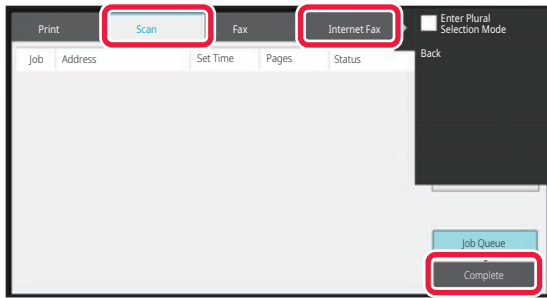 Print Scan Fax Internet Fax
Enter Plural
Selection Mode
Job Address Set Time Pages Status
Back
Job Queue
Complete